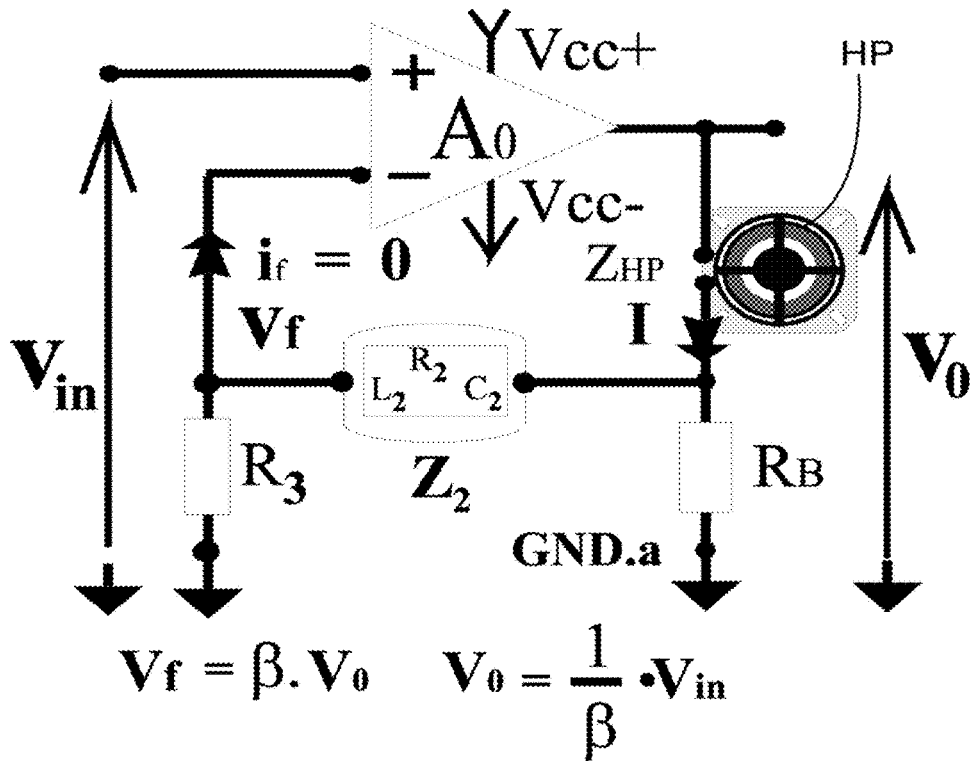 Vcc+
HP
+
A0
−
Vcc-
ZHP
if = 0
I
Vf
Vin
V0
L2 R2 C2
R3
Z2
RB
GND.a
Vf = β. V0
V0 = 1/β • Vin